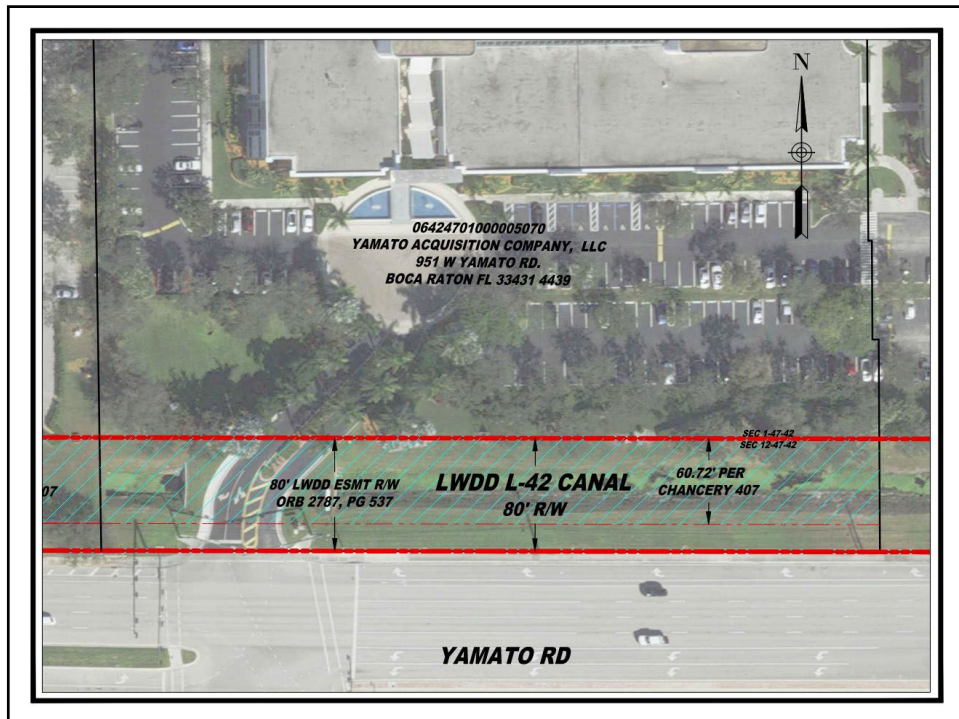 N
06424701000005070
YAMATO ACQUISITION COMPANY, LLC
951 W YAMATO RD.
BOCA RATON FL 33431 4439
SEC 1-47-42
SEC 12-47-42
07
80' LWDD ESMT R/W
ORB 2787, PG 537
LWDD L-42 CANAL
80' R/W
60.72' PER
CHANCERY 407
YAMATO RD